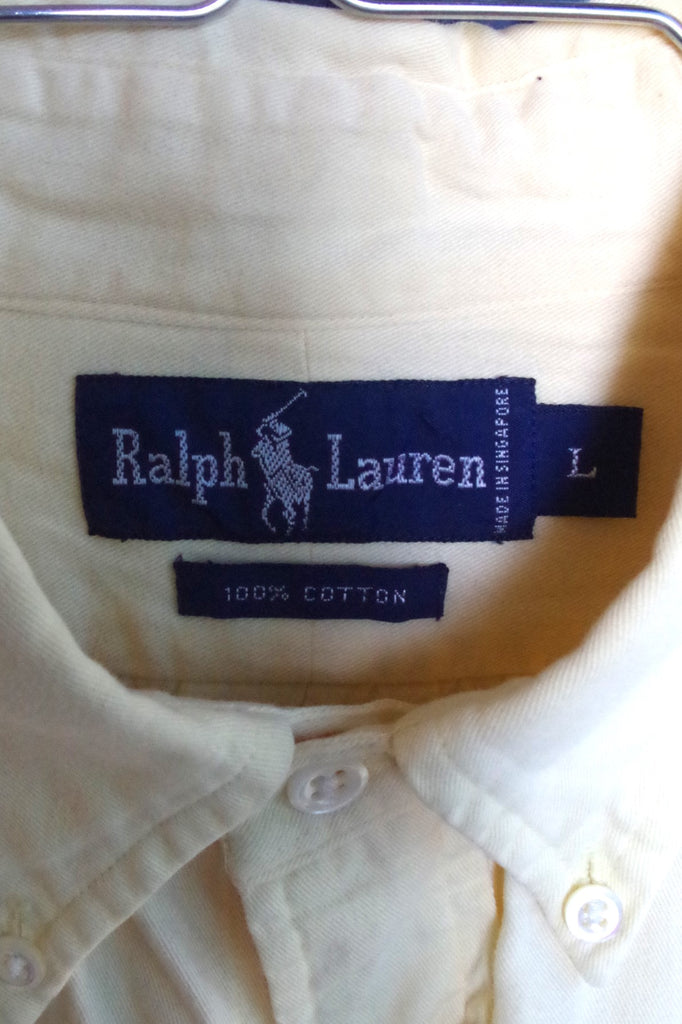 Ralph Lauren
MADE IN SINGAPORE
L
100% COTTON